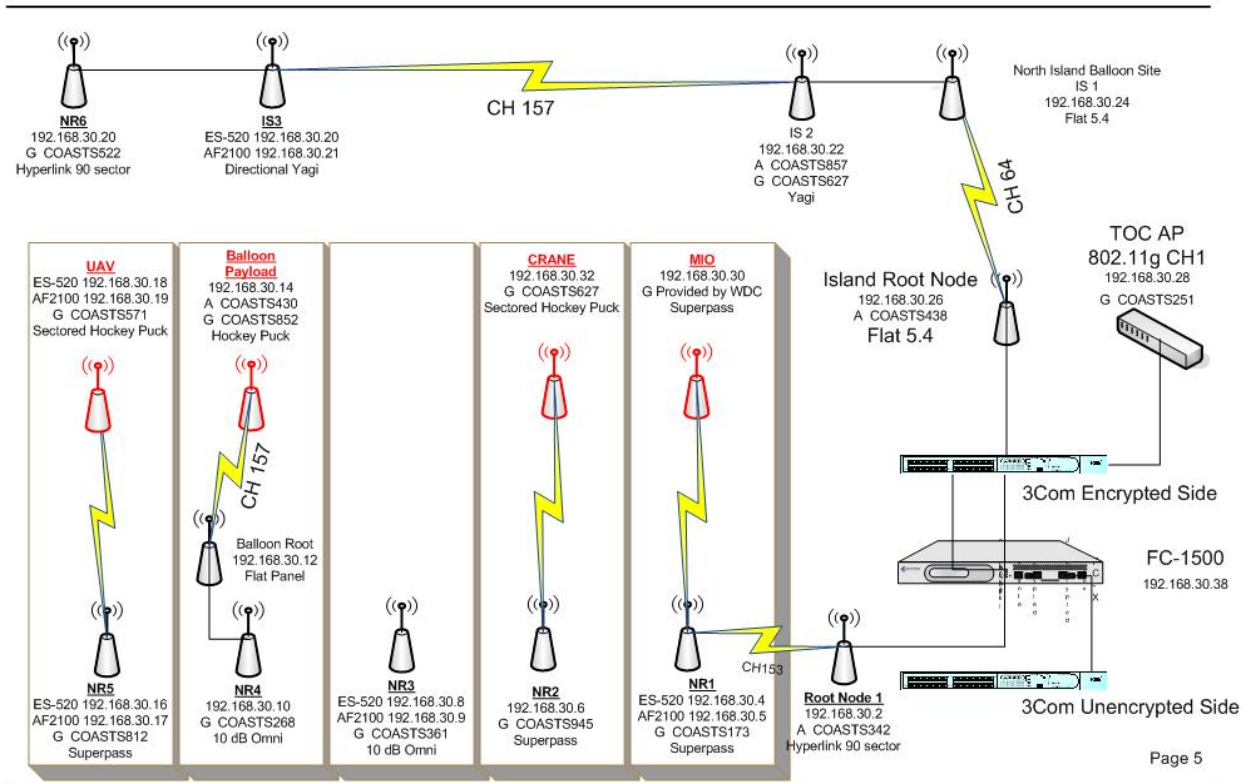 NR6
192.168.30.20
G COASTS522
Hyperlink 90 sector
IS3
ES-520 192.168.30.20
AF2100 192.168.30.21
Directional Yagi
CH 157
IS 2
192.168.30.22
A COASTS857
G COASTS627
Yagi
North Island Balloon Site
IS 1
192.168.30.24
Flat 5.4
CH 64
Island Root Node
192.168.30.26
A COASTS438
Flat 5.4
TOC AP
802.11g CH1
192.168.30.28
G COASTS251
UAV
ES-520 192.168.30.18
AF2100 192.168.30.19
G COASTS571
Sectored Hockey Puck
Balloon
Payload
192.168.30.14
A COASTS430
G COASTS852
Hockey Puck
CH 157
Balloon Root
192.168.30.12
Flat Panel
CRANE
192.168.30.32
G COASTS627
Sectored Hockey Puck
MIO
192.168.30.30
G Provided by WDC
Superpass
3Com Encrypted Side
FC-1500
192.168.30.38
3Com Unencrypted Side
NR5
ES-520 192.168.30.16
AF2100 192.168.30.17
G COASTS812
Superpass
NR4
192.168.30.10
G COASTS268
10 dB Omni
NR3
ES-520 192.168.30.8
AF2100 192.168.30.9
G COASTS361
10 dB Omni
NR2
192.168.30.6
G COASTS945
Superpass
NR1
ES-520 192.168.30.4
AF2100 192.168.30.5
G COASTS173
Superpass
CH153
Root Node 1
192.168.30.2
A COASTS342
Hyperlink 90 sector
Page 5